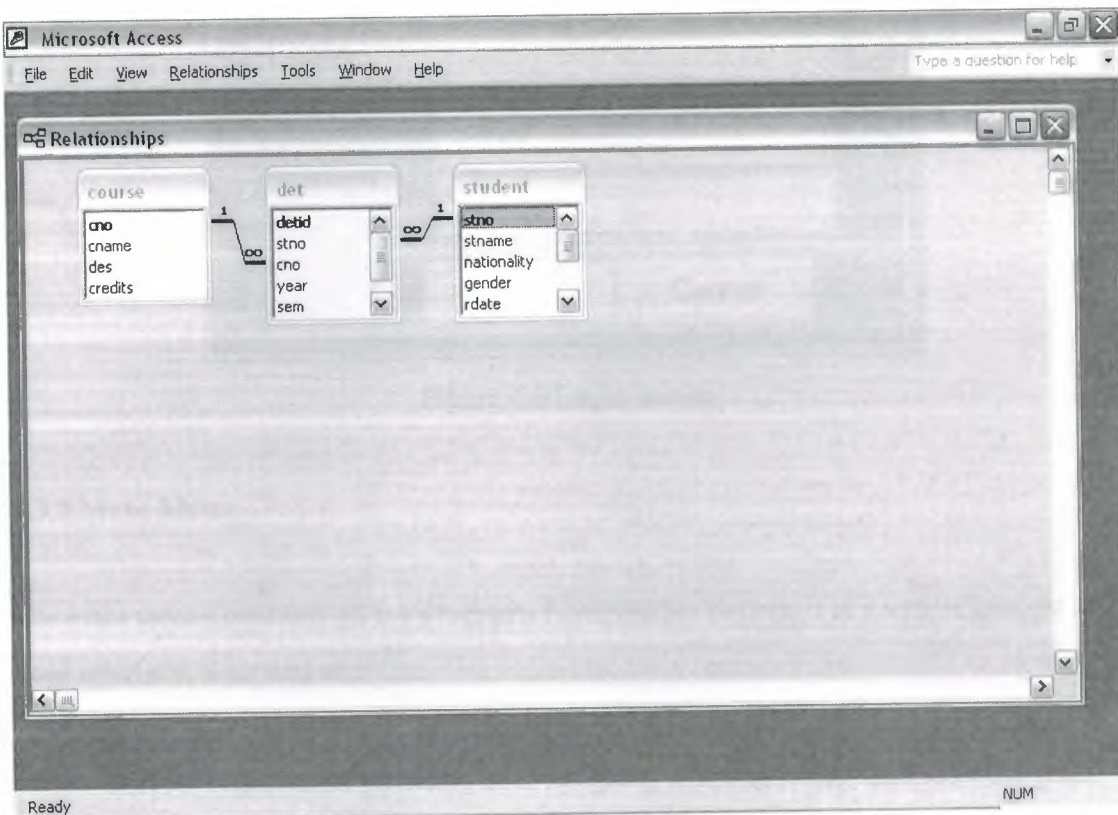 Microsoft Access
File Edit View Relationships Tools Window Help
Type a question for help
Relationships
course
cno
cname
des
credits
1
∞
det
detid
stno
cno
year
sem
∞
1
student
stno
stname
nationality
gender
rdate
Ready
NUM